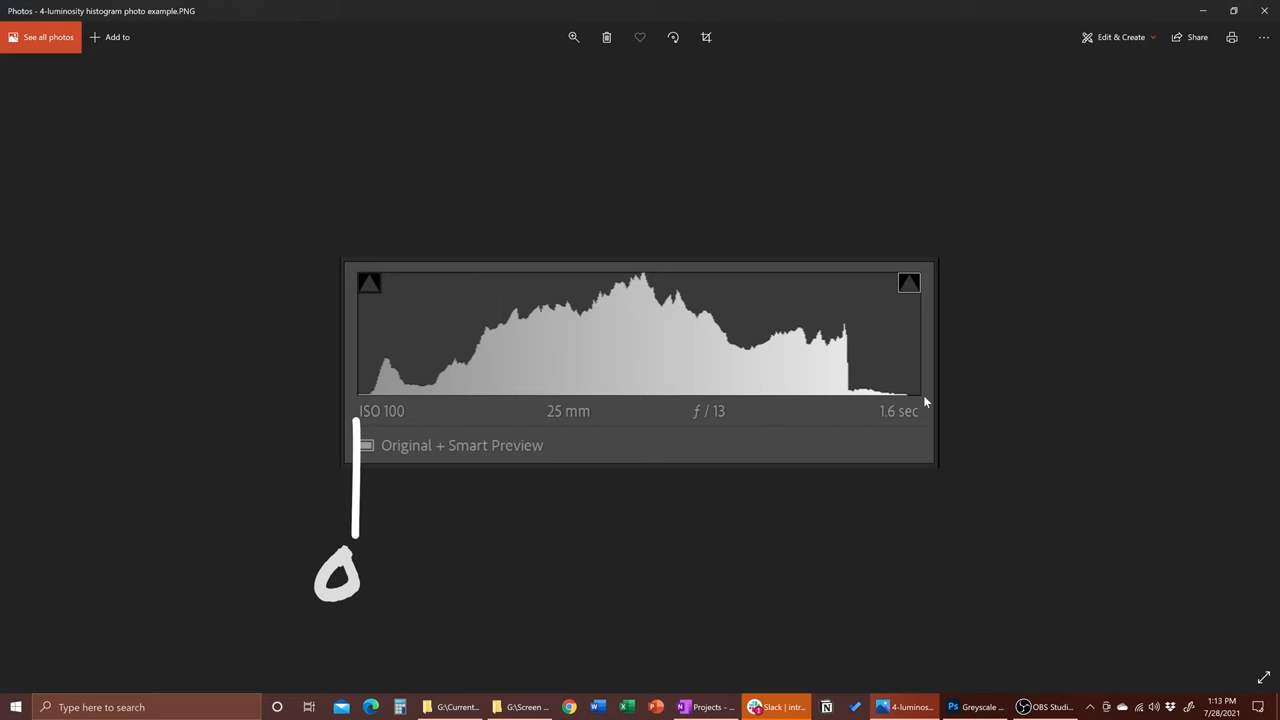 Photos - 4-luminosity histogram photo example.PNG
See all photos
Add to
Edit & Create
Share
ISO 100
25 mm
ƒ / 13
1.6 sec
Original + Smart Preview
0
Type here to search
G:\Current...
G:\Screen ...
Projects - ...
Slack | intr...
4-luminos...
Greyscale ...
OBS Studi...
1:13 PM
7/28/2021